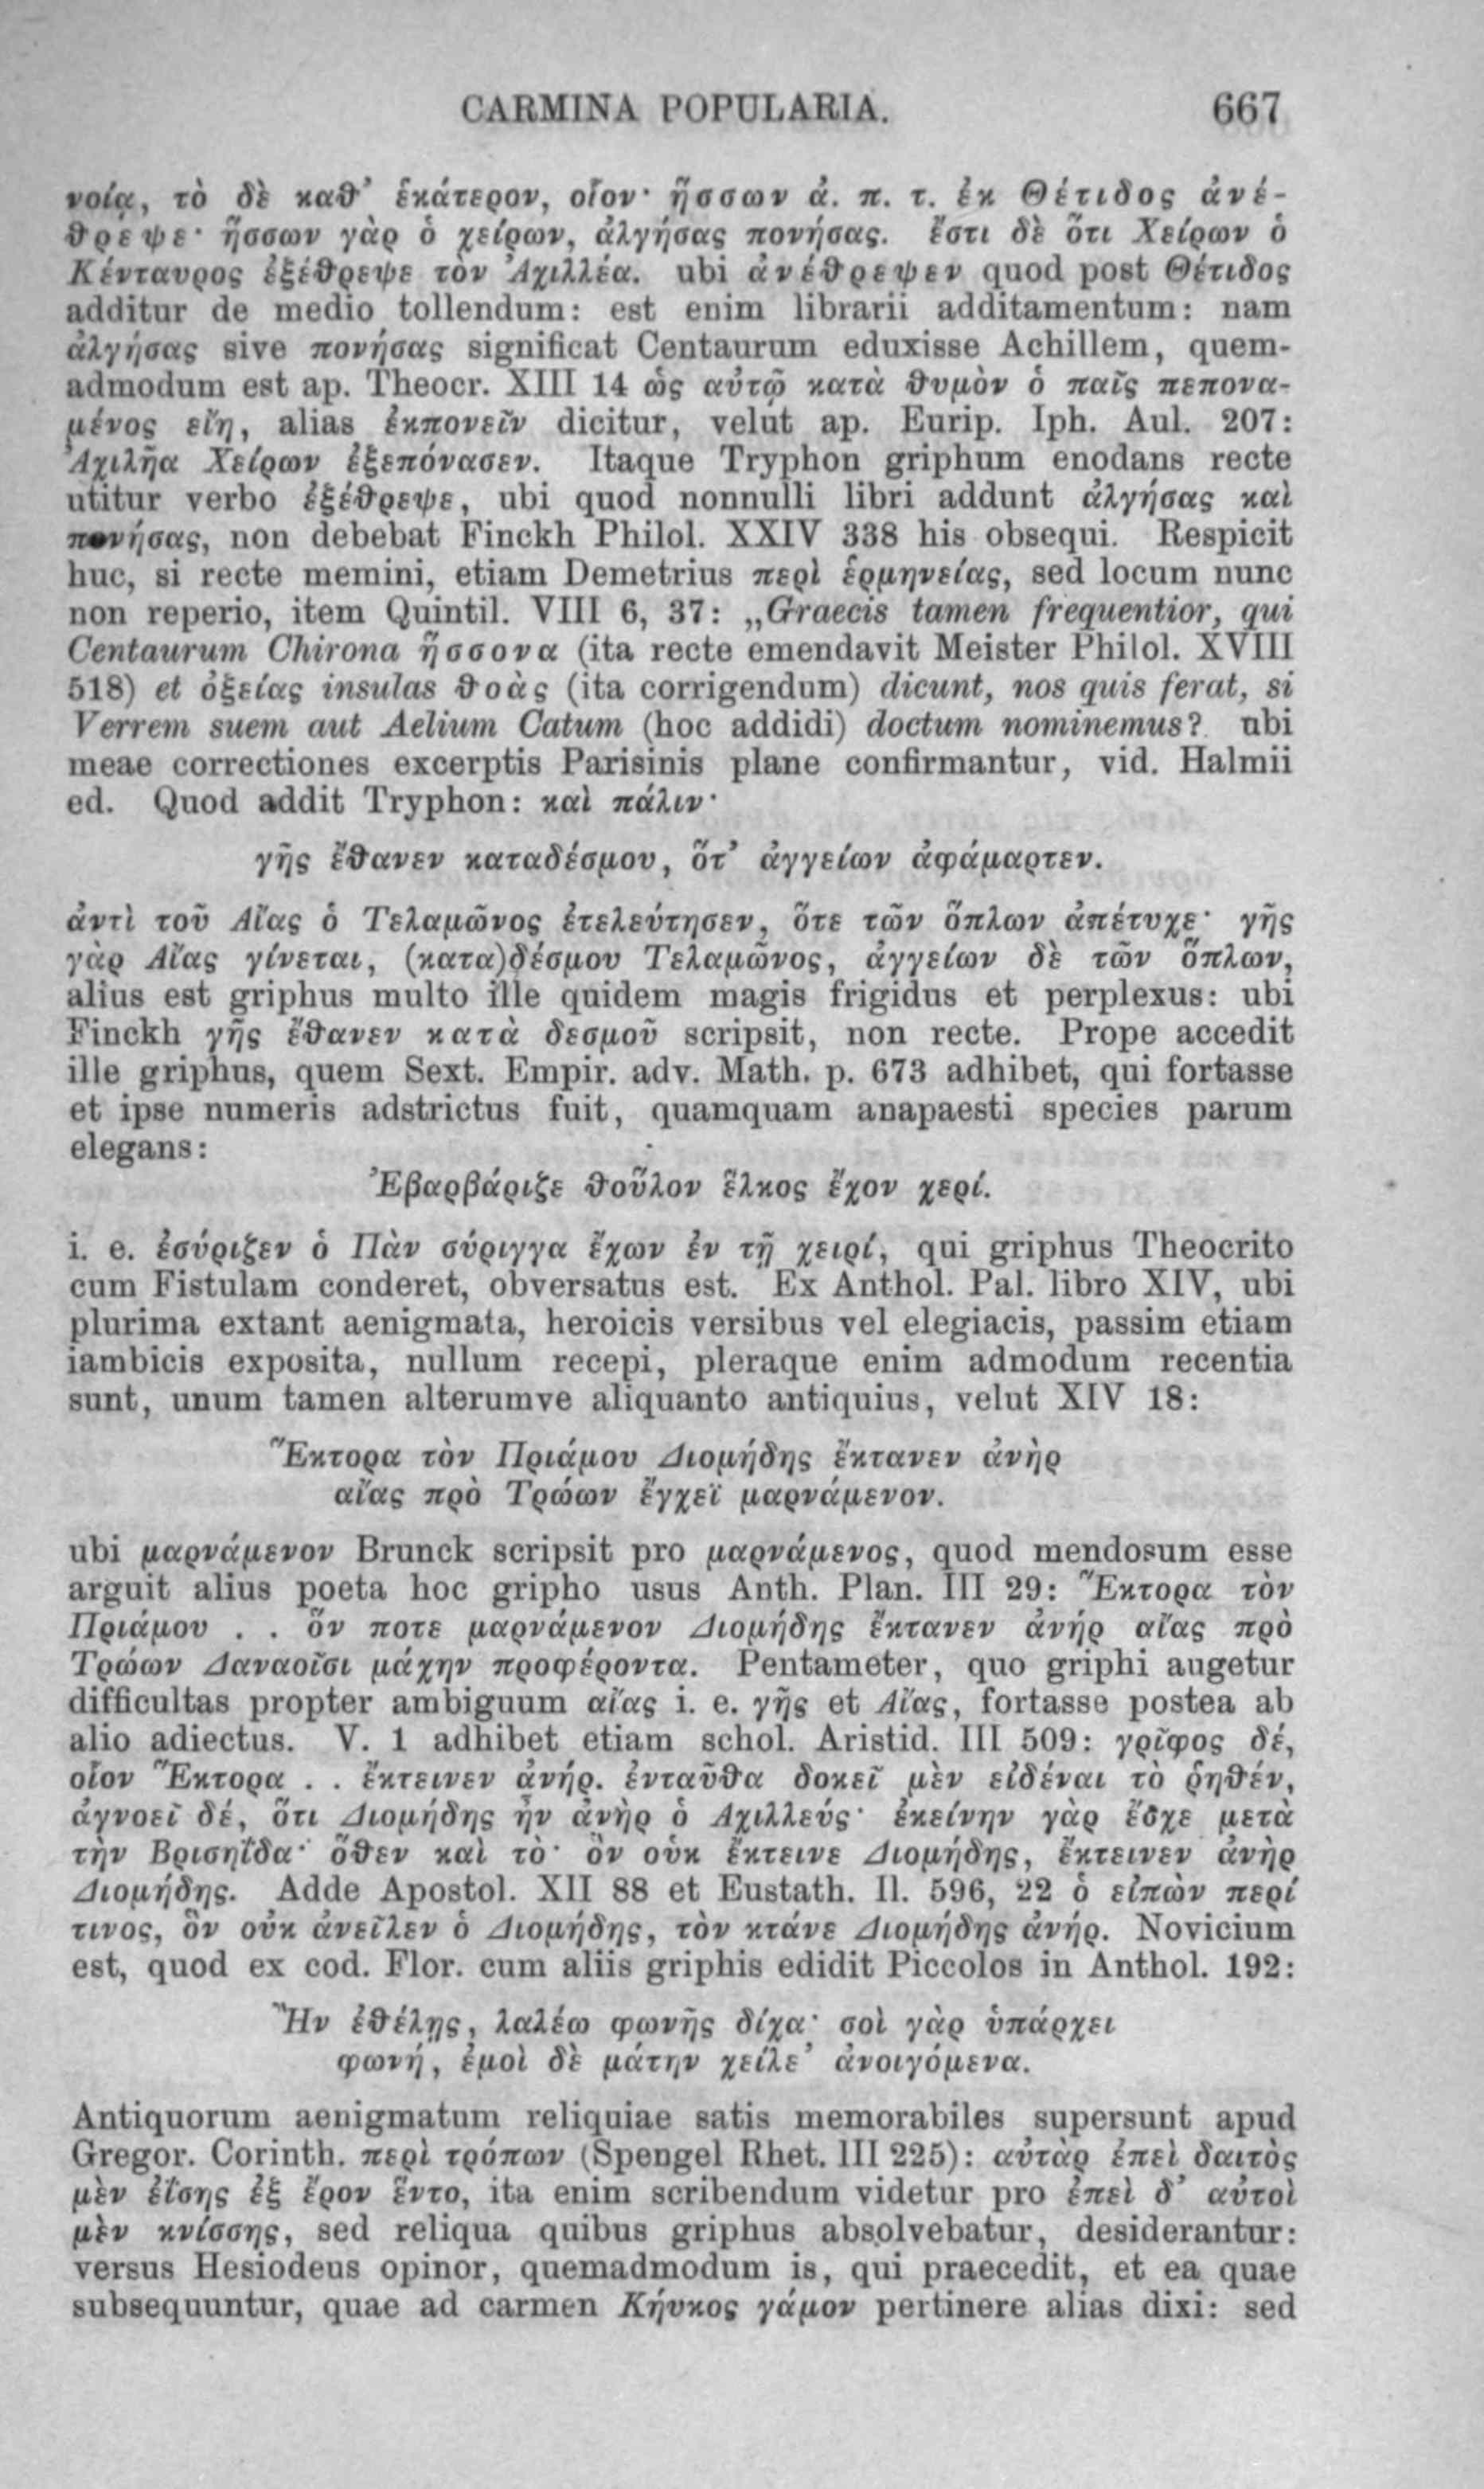 CARMINA POPULARIA. 667
νοίᾳ, τὸ δὲ καθ’ ἑκάτερον, οἷον· ἥσσων ἀ. π. τ. ἐκ Θέτιδος ἀνέ-
θρεψε· ἥσσων γὰρ ὁ χείρων, ἀλγήσας πονήσας. ἔστι δὲ ὅτι Χείρων ὁ
Κένταυρος ἐξέθρεψε τὸν Ἀχιλλέα. ubi ἀνέθρεψεν quod post Θέτιδος
additur de medio tollendum: est enim librarii additamentum: nam
ἀλγήσας sive πονήσας significat Centaurum eduxisse Achillem, quem-
admodum est ap. Theocr. XIII 14 ὡς αὐτῷ κατὰ θυμὸν ὁ παῖς πεπονα-
μένος εἴη, alias ἐκπονεῖν dicitur, velut ap. Eurip. Iph. Aul. 207:
Ἀχιλῆα Χείρων ἐξεπόνασεν. Itaque Tryphon griphum enodans recte
utitur verbo ἐξέθρεψε, ubi quod nonnulli libri addunt ἀλγήσας καὶ
πονήσας, non debebat Finckh Philol. XXIV 338 his obsequi. Respicit
huc, si recte memini, etiam Demetrius περὶ ἑρμηνείας, sed locum nunc
non reperio, item Quintil. VIII 6, 37: „Graecis tamen frequentior, qui
Centaurum Chirona ἥσσονα (ita recte emendavit Meister Philol. XVIII
518) et ὀξείας insulas θοὰς (ita corrigendum) dicunt, nos quis ferat, si
Verrem suem aut Aelium Catum (hoc addidi) doctum nominemus? ubi
meae correctiones excerptis Parisinis plane confirmantur, vid. Halmii
ed. Quod addit Tryphon: καὶ πάλιν·
γῆς ἔθανεν καταδέσμου, ὅτ’ ἀγγείων ἀφάμαρτεν.
ἀντὶ τοῦ Αἴας ὁ Τελαμῶνος ἐτελεύτησεν, ὅτε τῶν ὅπλων ἀπέτυχε· γῆς
γὰρ Αἴας γίνεται, (κατα)δέσμου Τελαμῶνος, ἀγγείων δὲ τῶν ὅπλων,
alius est griphus multo ille quidem magis frigidus et perplexus: ubi
Finckh γῆς ἔθανεν κατὰ δεσμοῦ scripsit, non recte. Prope accedit
ille griphus, quem Sext. Empir. adv. Math. p. 673 adhibet, qui fortasse
et ipse numeris adstrictus fuit, quamquam anapaesti species parum
elegans:
Ἐβαρβάριζε θοὖλον ἕλκος ἔχον χερί.
i. e. ἐσύριζεν ὁ Πὰν σύριγγα ἔχων ἐν τῇ χειρί, qui griphus Theocrito
cum Fistulam conderet, obversatus est. Ex Anthol. Pal. libro XIV, ubi
plurima extant aenigmata, heroicis versibus vel elegiacis, passim etiam
iambicis exposita, nullum recepi, pleraque enim admodum recentia
sunt, unum tamen alterumve aliquanto antiquius, velut XIV 18:
Ἕκτορα τὸν Πριάμου Διομήδης ἔκτανεν ἀνὴρ
αἴας πρὸ Τρώων ἔγχεϊ μαρνάμενον.
ubi μαρνάμενον Brunck scripsit pro μαρνάμενος, quod mendosum esse
arguit alius poeta hoc gripho usus Anth. Plan. III 29: Ἕκτορα τὸν
Πριάμου . . ὅν ποτε μαρνάμενον Διομήδης ἔκτανεν ἀνήρ αἴας πρὸ
Τρώων Δαναοῖσι μάχην προφέροντα. Pentameter, quo griphi augetur
difficultas propter ambiguum αἴας i. e. γῆς et Αἴας, fortasse postea ab
alio adiectus. V. 1 adhibet etiam schol. Aristid. III 509: γρῖφος δέ,
οἷον Ἕκτορα . . ἔκτεινεν ἀνήρ. ἐνταῦθα δοκεῖ μὲν εἰδέναι τὸ ῥηθέν,
ἀγνοεῖ δέ, ὅτι Διομήδης ἦν ἀνὴρ ὁ Ἀχιλλεύς· ἐκείνην γὰρ ἔσχε μετὰ
τὴν Βρισηΐδα· ὅθεν καὶ τὸ· ὃν οὐκ ἔκτεινε Διομήδης, ἔκτεινεν ἀνὴρ
Διομήδης. Adde Apostol. XII 88 et Eustath. Il. 596, 22 ὁ εἰπὼν περί
τινος, ὃν οὐκ ἀνεῖλεν ὁ Διομήδης, τὸν κτάνε Διομήδης ἀνήρ. Novicium
est, quod ex cod. Flor. cum aliis griphis edidit Piccolos in Anthol. 192:
Ἢν ἐθέλῃς, λαλέω φωνῆς δίχα· σοὶ γὰρ ὑπάρχει
φωνή, ἐμοὶ δὲ μάτην χείλε’ ἀνοιγόμενα.
Antiquorum aenigmatum reliquiae satis memorabiles supersunt apud
Gregor. Corinth. περὶ τρόπων (Spengel Rhet. III 225): αὐτὰρ ἐπεὶ δαιτὸς
μὲν ἐΐσης ἐξ ἔρον ἕντο, ita enim scribendum videtur pro ἐπεὶ δ’ αὐτοὶ
μὲν κνίσσης, sed reliqua quibus griphus absolvebatur, desiderantur:
versus Hesiodeus opinor, quemadmodum is, qui praecedit, et ea quae
subsequuntur, quae ad carmen Κήυκος γάμον pertinere alias dixi: sed